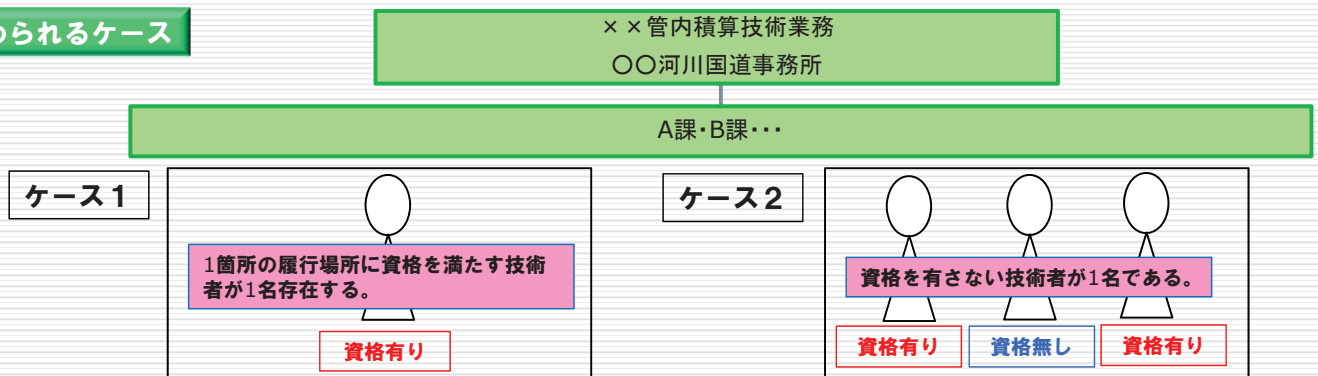 められるケース
××管内積算技術業務
〇〇河川国道事務所
A課・B課・・・
ケース1
ケース2
1箇所の履行場所に資格を満たす技術
者が1名存在する。
資格を有さない技術者が1名である。
資格有り
資格有り
資格無し
資格有り